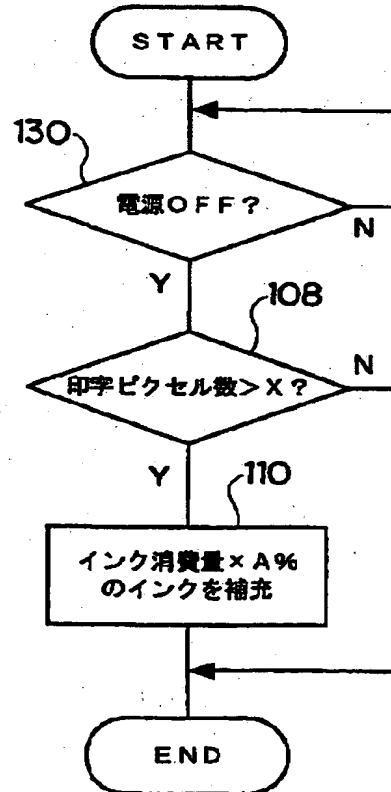 START
130
電源OFF?
N
Y
108
印字ピクセル数>X?
N
Y
110
インク消費量×A%
のインクを補充
END